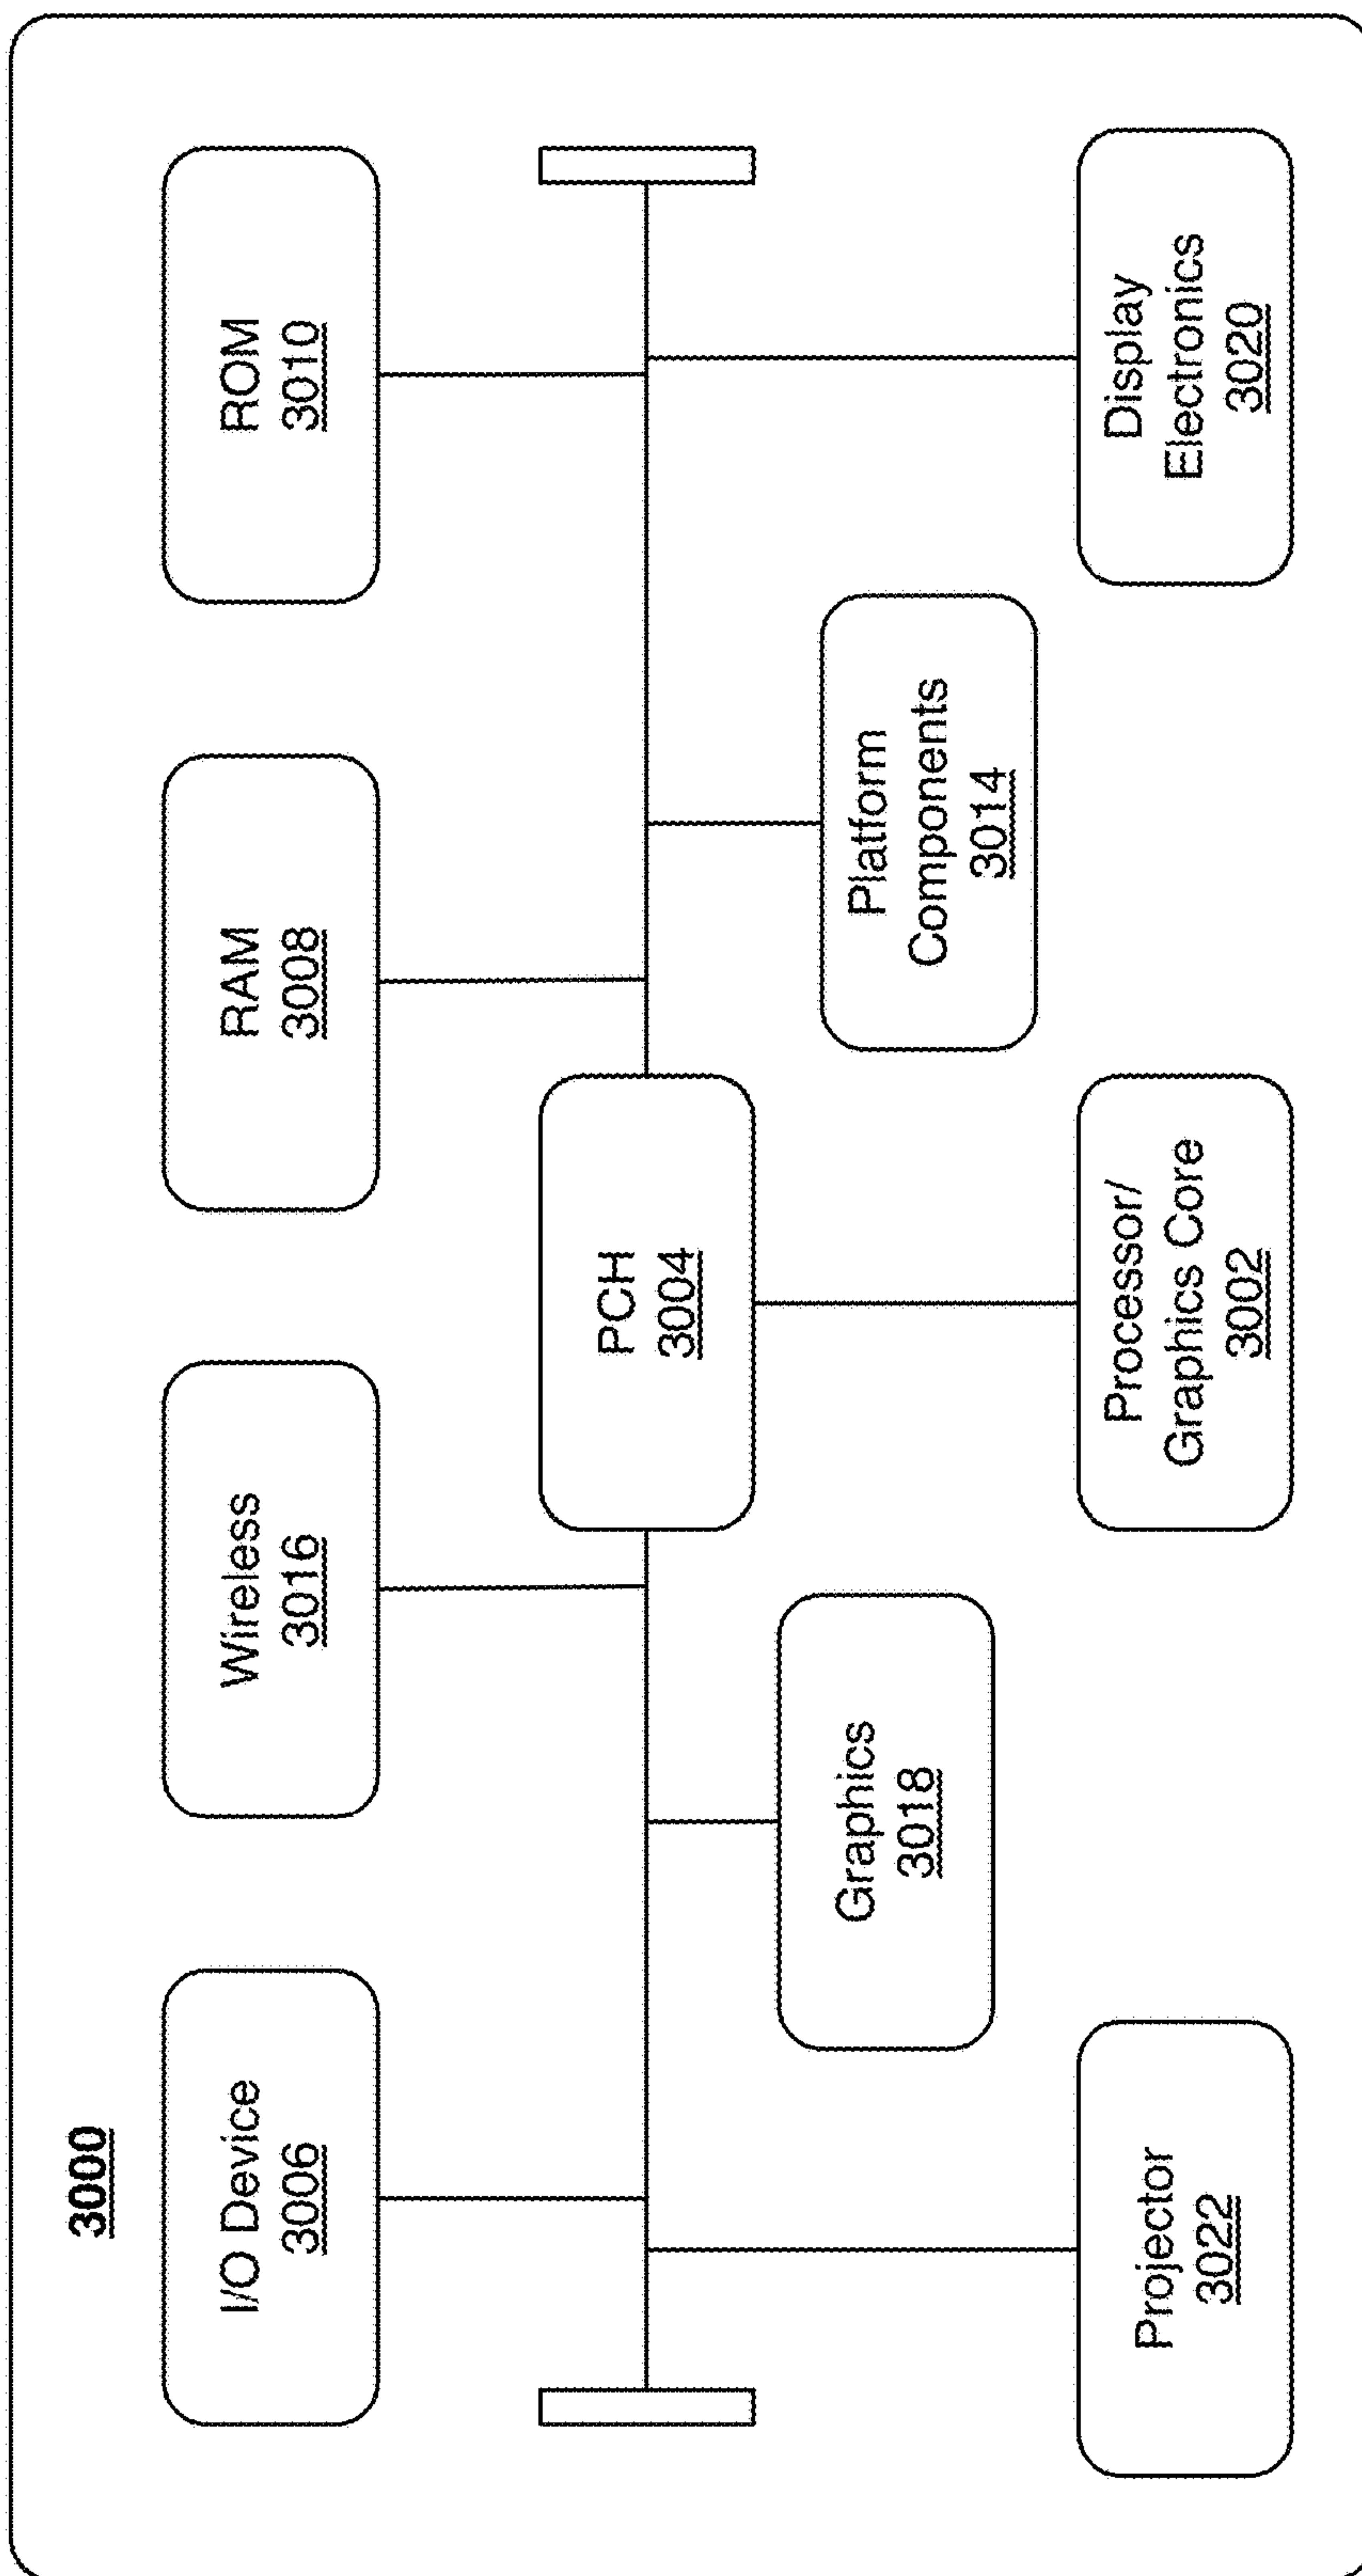 3000
I/O Device
3006
Wireless
3016
RAM
3008
ROM
3010
PCH
3004
Graphics
3018
Platform
Components
3014
Projector
3022
Processor/
Graphics Core
3002
Display
Electronics
3020